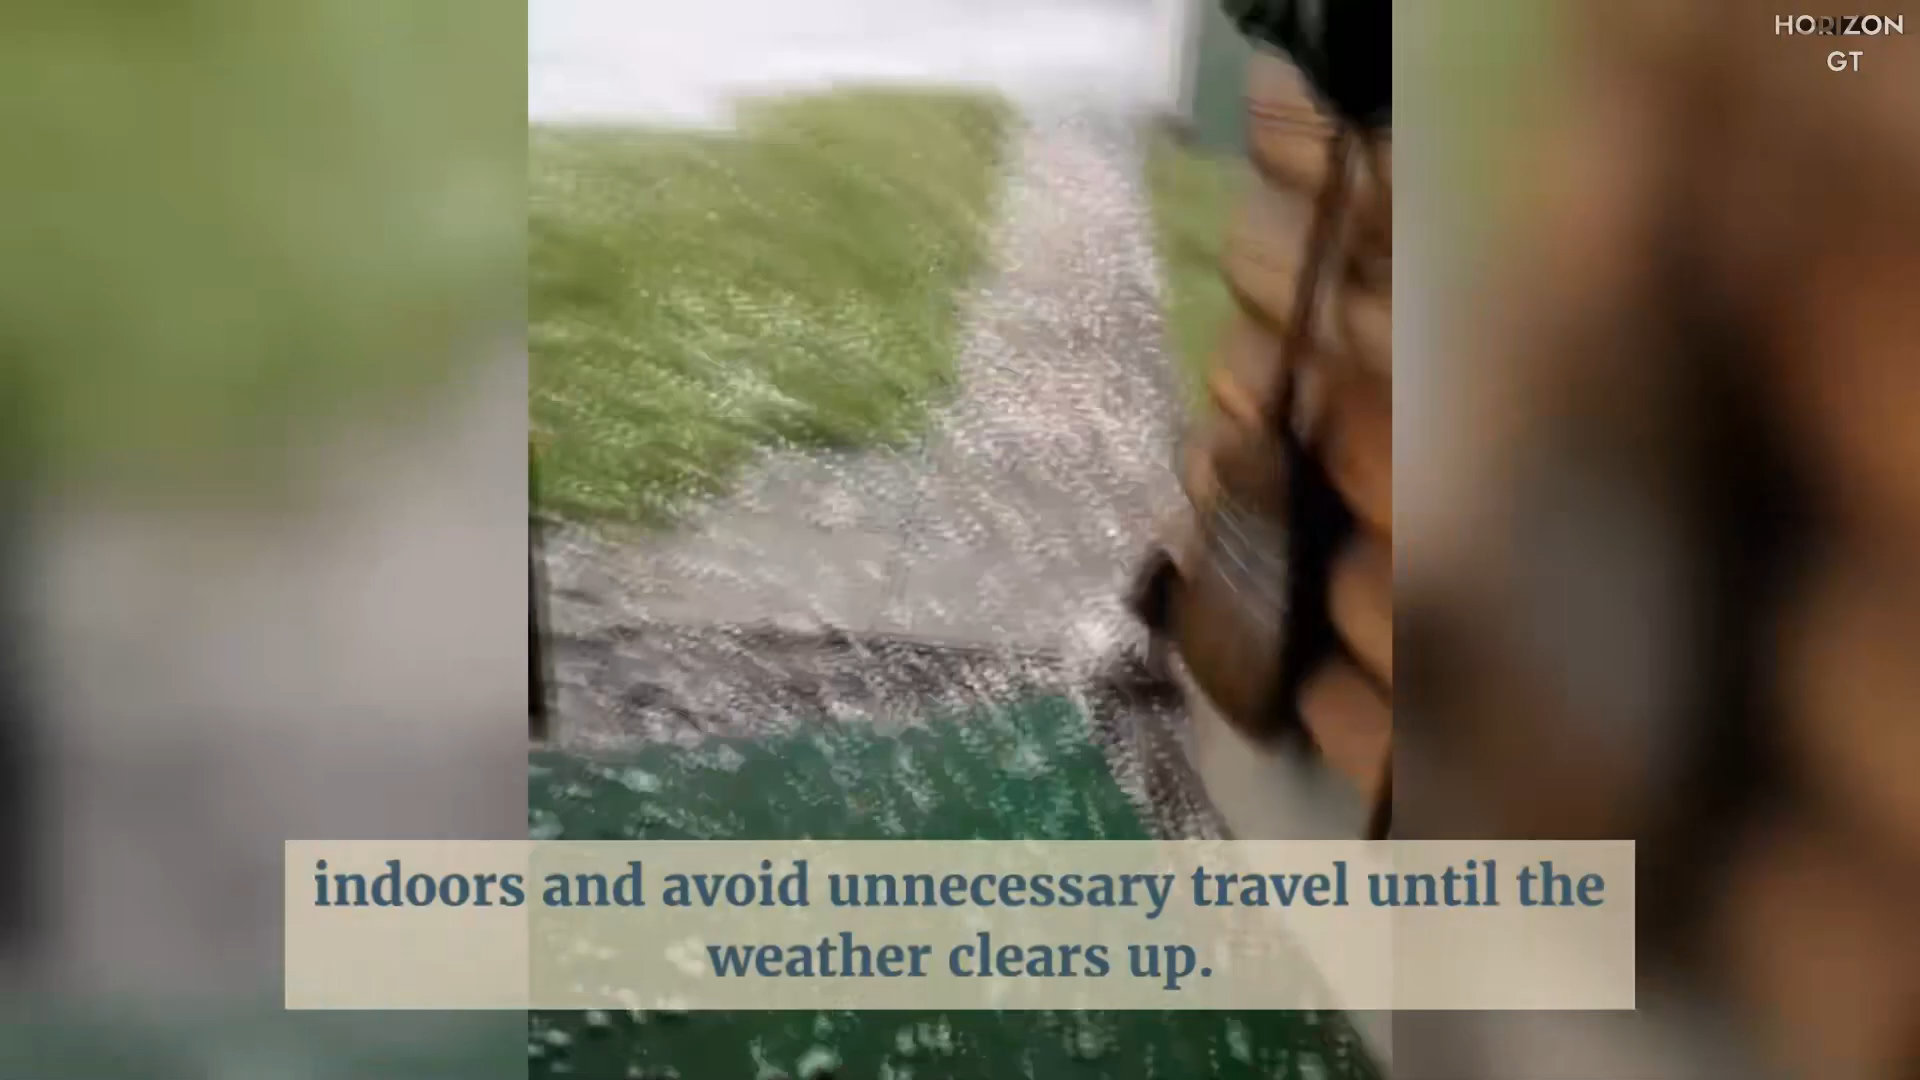 HORIZON
GT
indoors and avoid unnecessary travel until the
weather clears up.